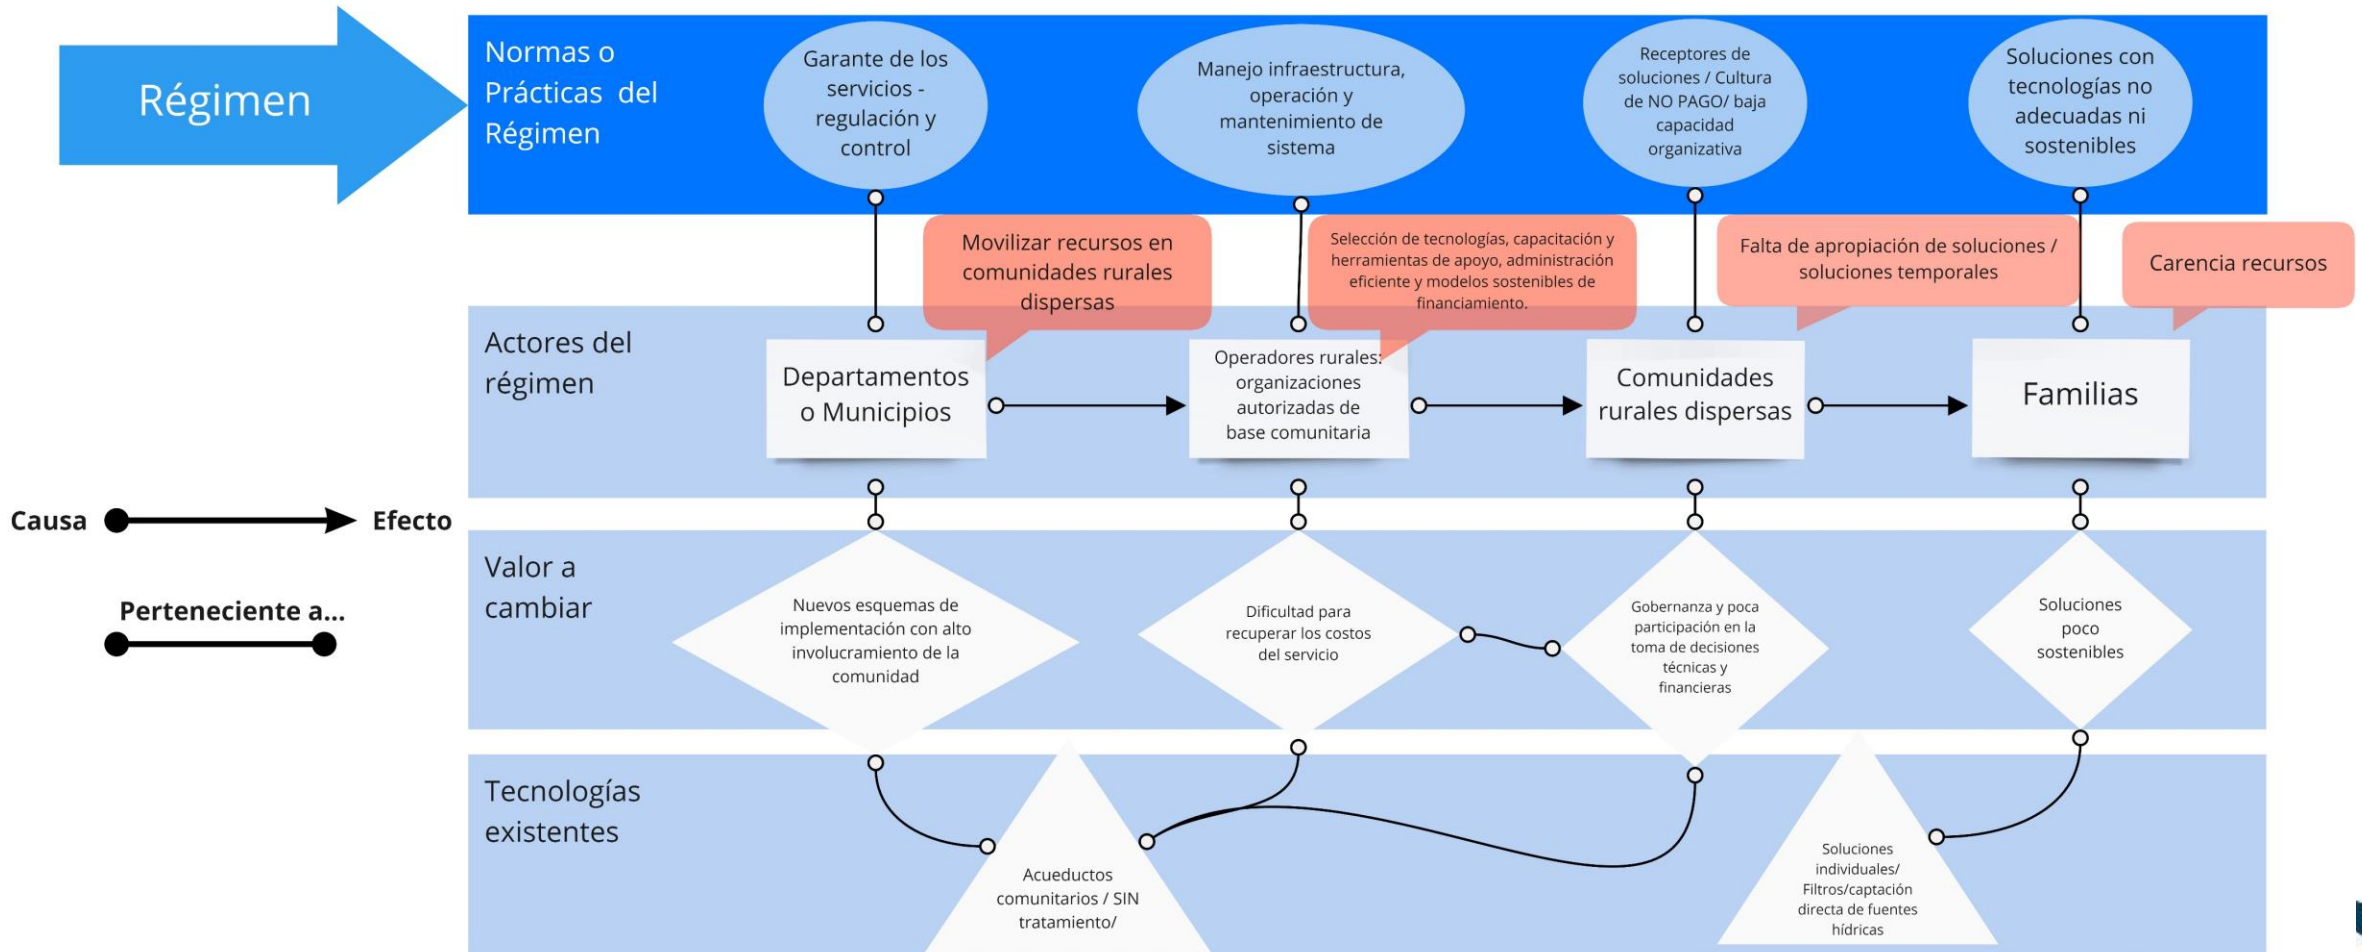 Régimen
Normas o
Prácticas del
Régimen
Garante de los
servicios -
regulación y
control
Manejo infraestructura,
operación y
mantenimiento de
sistema
Receptores de
soluciones / Cultura
de NO PAGO/ baja
capacidad
organizativa
Soluciones con
tecnologías no
adecuadas ni
sostenibles
Movilizar recursos en
comunidades rurales
dispersas
Selección de tecnologías, capacitación y
herramientas de apoyo, administración
eficiente y modelos sostenibles de
financiamiento.
Falta de apropiación de soluciones /
soluciones temporales
Carencia recursos
Actores del
régimen
Departamentos
o Municipios
Operadores rurales:
organizaciones
autorizadas de
base comunitaria
Comunidades
rurales dispersas
Familias
Causa
Efecto
Perteneciente a...
Valor a
cambiar
Nuevos esquemas de
implementación con alto
involucramiento de la
comunidad
Dificultad para
recuperar los costos
del servicio
Gobernanza y poca
participación en la
toma de decisiones
técnicas y
financieras
Soluciones
poco
sostenibles
Tecnologías
existentes
Acueductos
comunitarios / SIN
tratamiento/
Soluciones
individuales/
Filtros/captación
directa de fuentes
hídricas